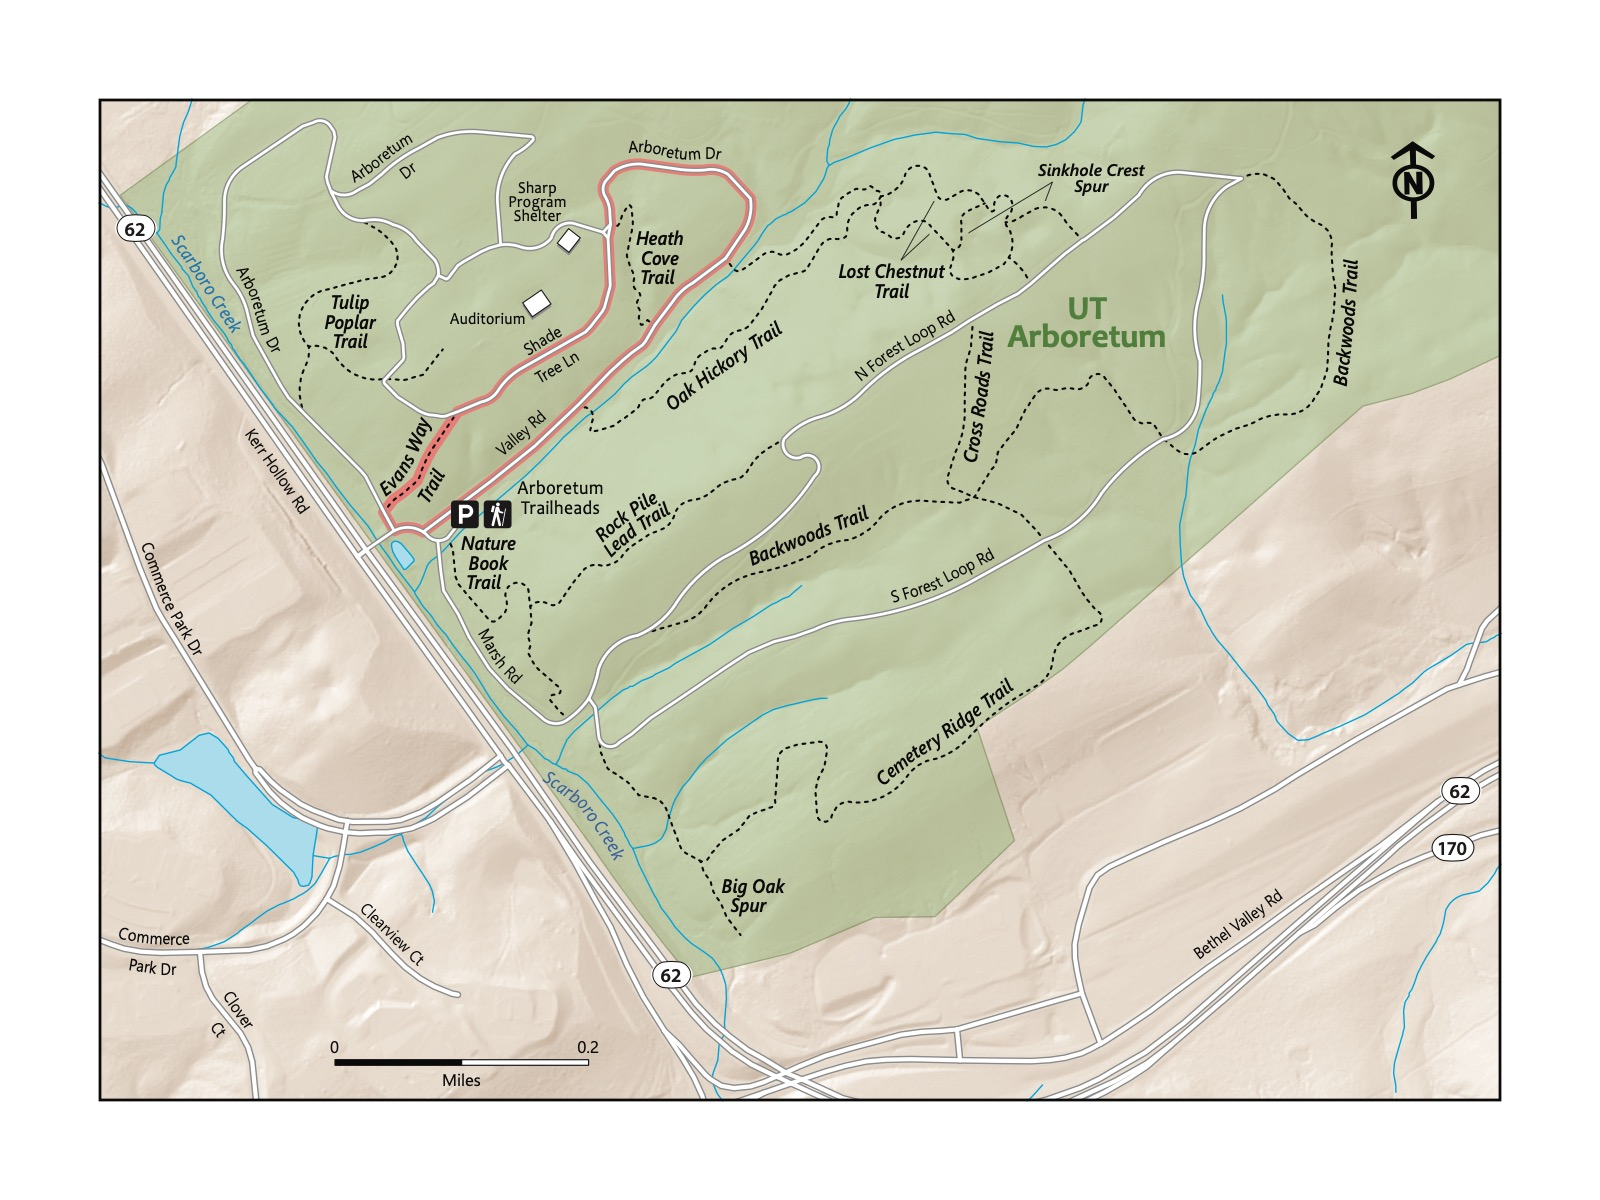 Arboretum Dr
Arboretum
Dr
Sinkhole Crest
Spur
N
Sharp
Program
Shelter
62
Heath
Cove
Trail
Scarboro Creek
Lost Chestnut
Trail
Arboretum Dr
Tulip
Poplar
Trail
UT
Arboretum
Backwoods Trail
Auditorium
Shade
Tree Ln
Oak Hickory Trail
N Forest Loop Rd
Cross Roads Trail
Valley Rd
Evans Way
Trail
Kerr Hollow Rd
P
Arboretum
Trailheads
Rock Pile
Lead Trail
Backwoods Trail
Nature
Book
Trail
S Forest Loop Rd
Commerce Park Dr
Marsh Rd
Cemetery Ridge Trail
Scarboro Creek
62
170
Big Oak
Spur
Bethel Valley Rd
Commerce
Park Dr
Clearview Ct
62
Clover
Ct
0
0.2
Miles